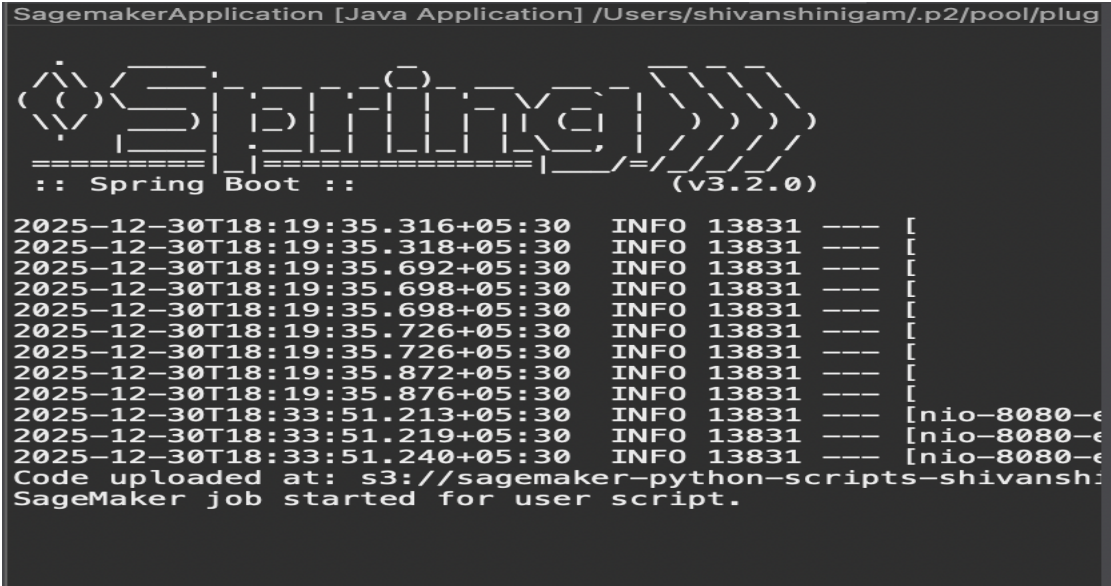 SagemakerApplication [Java Application] /Users/shivanshinigam/.p2/pool/plug
:: Spring Boot :: (v3.2.0)
2025-12-30T18:19:35.316+05:30 INFO 13831 --- [
2025-12-30T18:19:35.318+05:30 INFO 13831 --- [
2025-12-30T18:19:35.692+05:30 INFO 13831 --- [
2025-12-30T18:19:35.698+05:30 INFO 13831 --- [
2025-12-30T18:19:35.698+05:30 INFO 13831 --- [
2025-12-30T18:19:35.726+05:30 INFO 13831 --- [
2025-12-30T18:19:35.726+05:30 INFO 13831 --- [
2025-12-30T18:19:35.872+05:30 INFO 13831 --- [
2025-12-30T18:19:35.876+05:30 INFO 13831 --- [
2025-12-30T18:33:51.213+05:30 INFO 13831 --- [nio-8080-e
2025-12-30T18:33:51.219+05:30 INFO 13831 --- [nio-8080-e
2025-12-30T18:33:51.240+05:30 INFO 13831 --- [nio-8080-e
Code uploaded at: s3://sagemaker-python-scripts-shivanshi
SageMaker job started for user script.